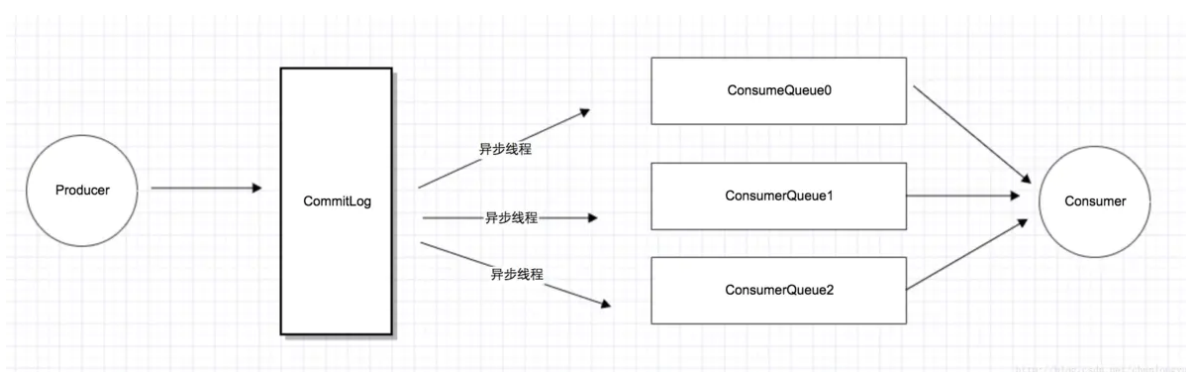 Producer
CommitLog
异步线程
异步线程
异步线程
ConsumeQueue0
ConsumerQueue1
ConsumerQueue2
Consumer